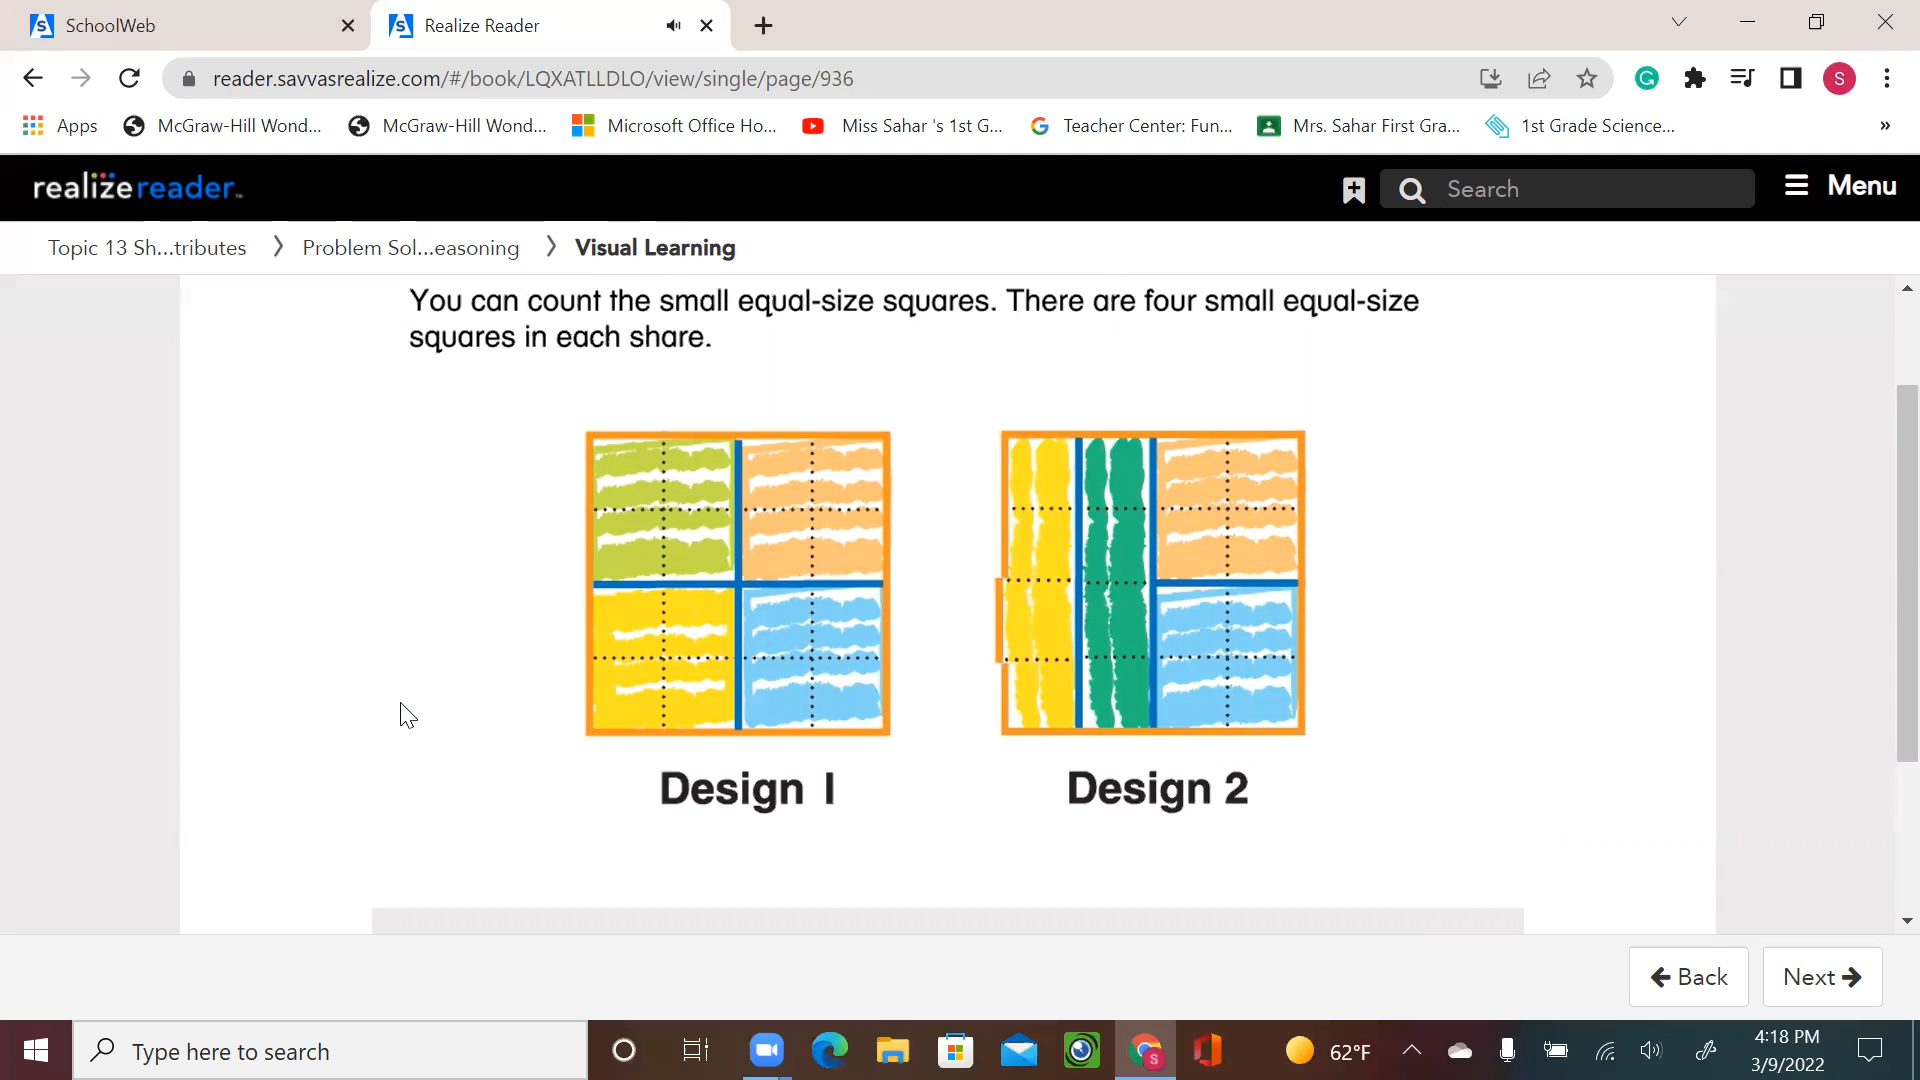 SchoolWeb
Realize Reader
reader.savvasrealize.com/#/book/LQXATLLDLO/view/single/page/936
S
Apps
McGraw-Hill Wond...
McGraw-Hill Wond...
Microsoft Office Ho...
Miss Sahar 's 1st G...
Teacher Center: Fun...
Mrs. Sahar First Gra...
1st Grade Science...
»
realizereader™
Search
Menu
Topic 13 Sh...tributes
Problem Sol...easoning
Visual Learning
You can count the small equal-size squares. There are four small equal-size
squares in each share.
Design 1
Design 2
Back
Next
Type here to search
62°F
4:18 PM
3/9/2022